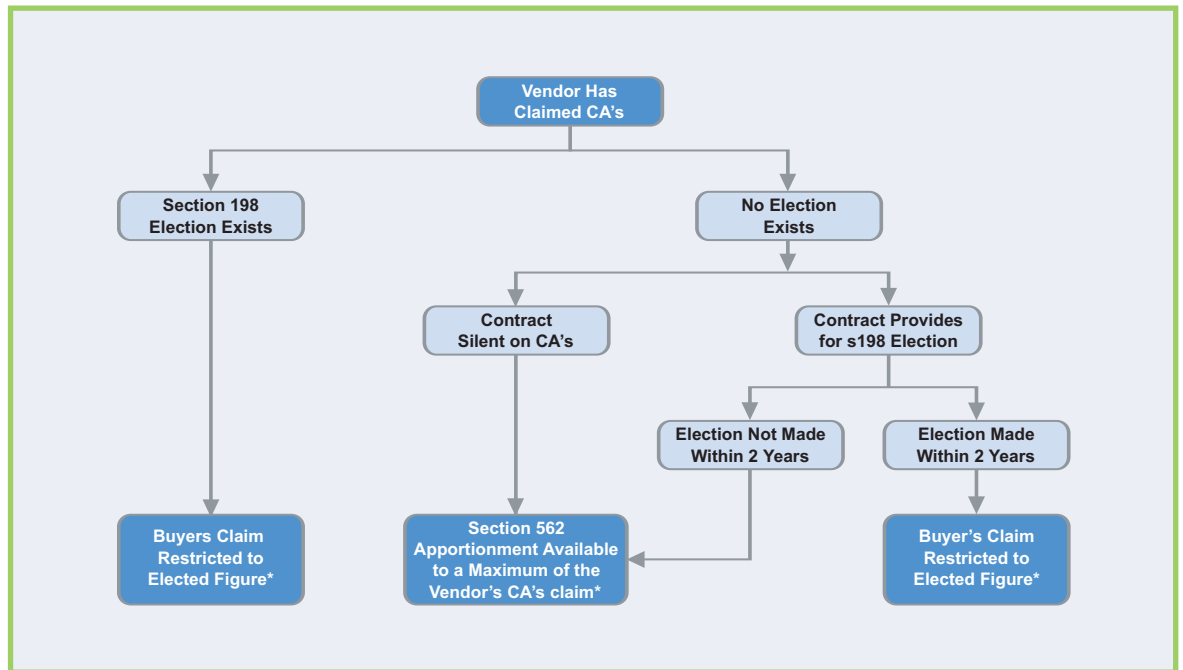 Vendor Has
Claimed CA's
Section 198
Election Exists
No Election
Exists
Contract
Silent on CA's
Contract Provides
for s198 Election
Election Not Made
Within 2 Years
Election Made
Within 2 Years
Buyers Claim
Restricted to
Elected Figure*
Section 562
Apportionment Available
to a Maximum of the
Vendor's CA's claim*
Buyer's Claim
Restricted to
Elected Figure*